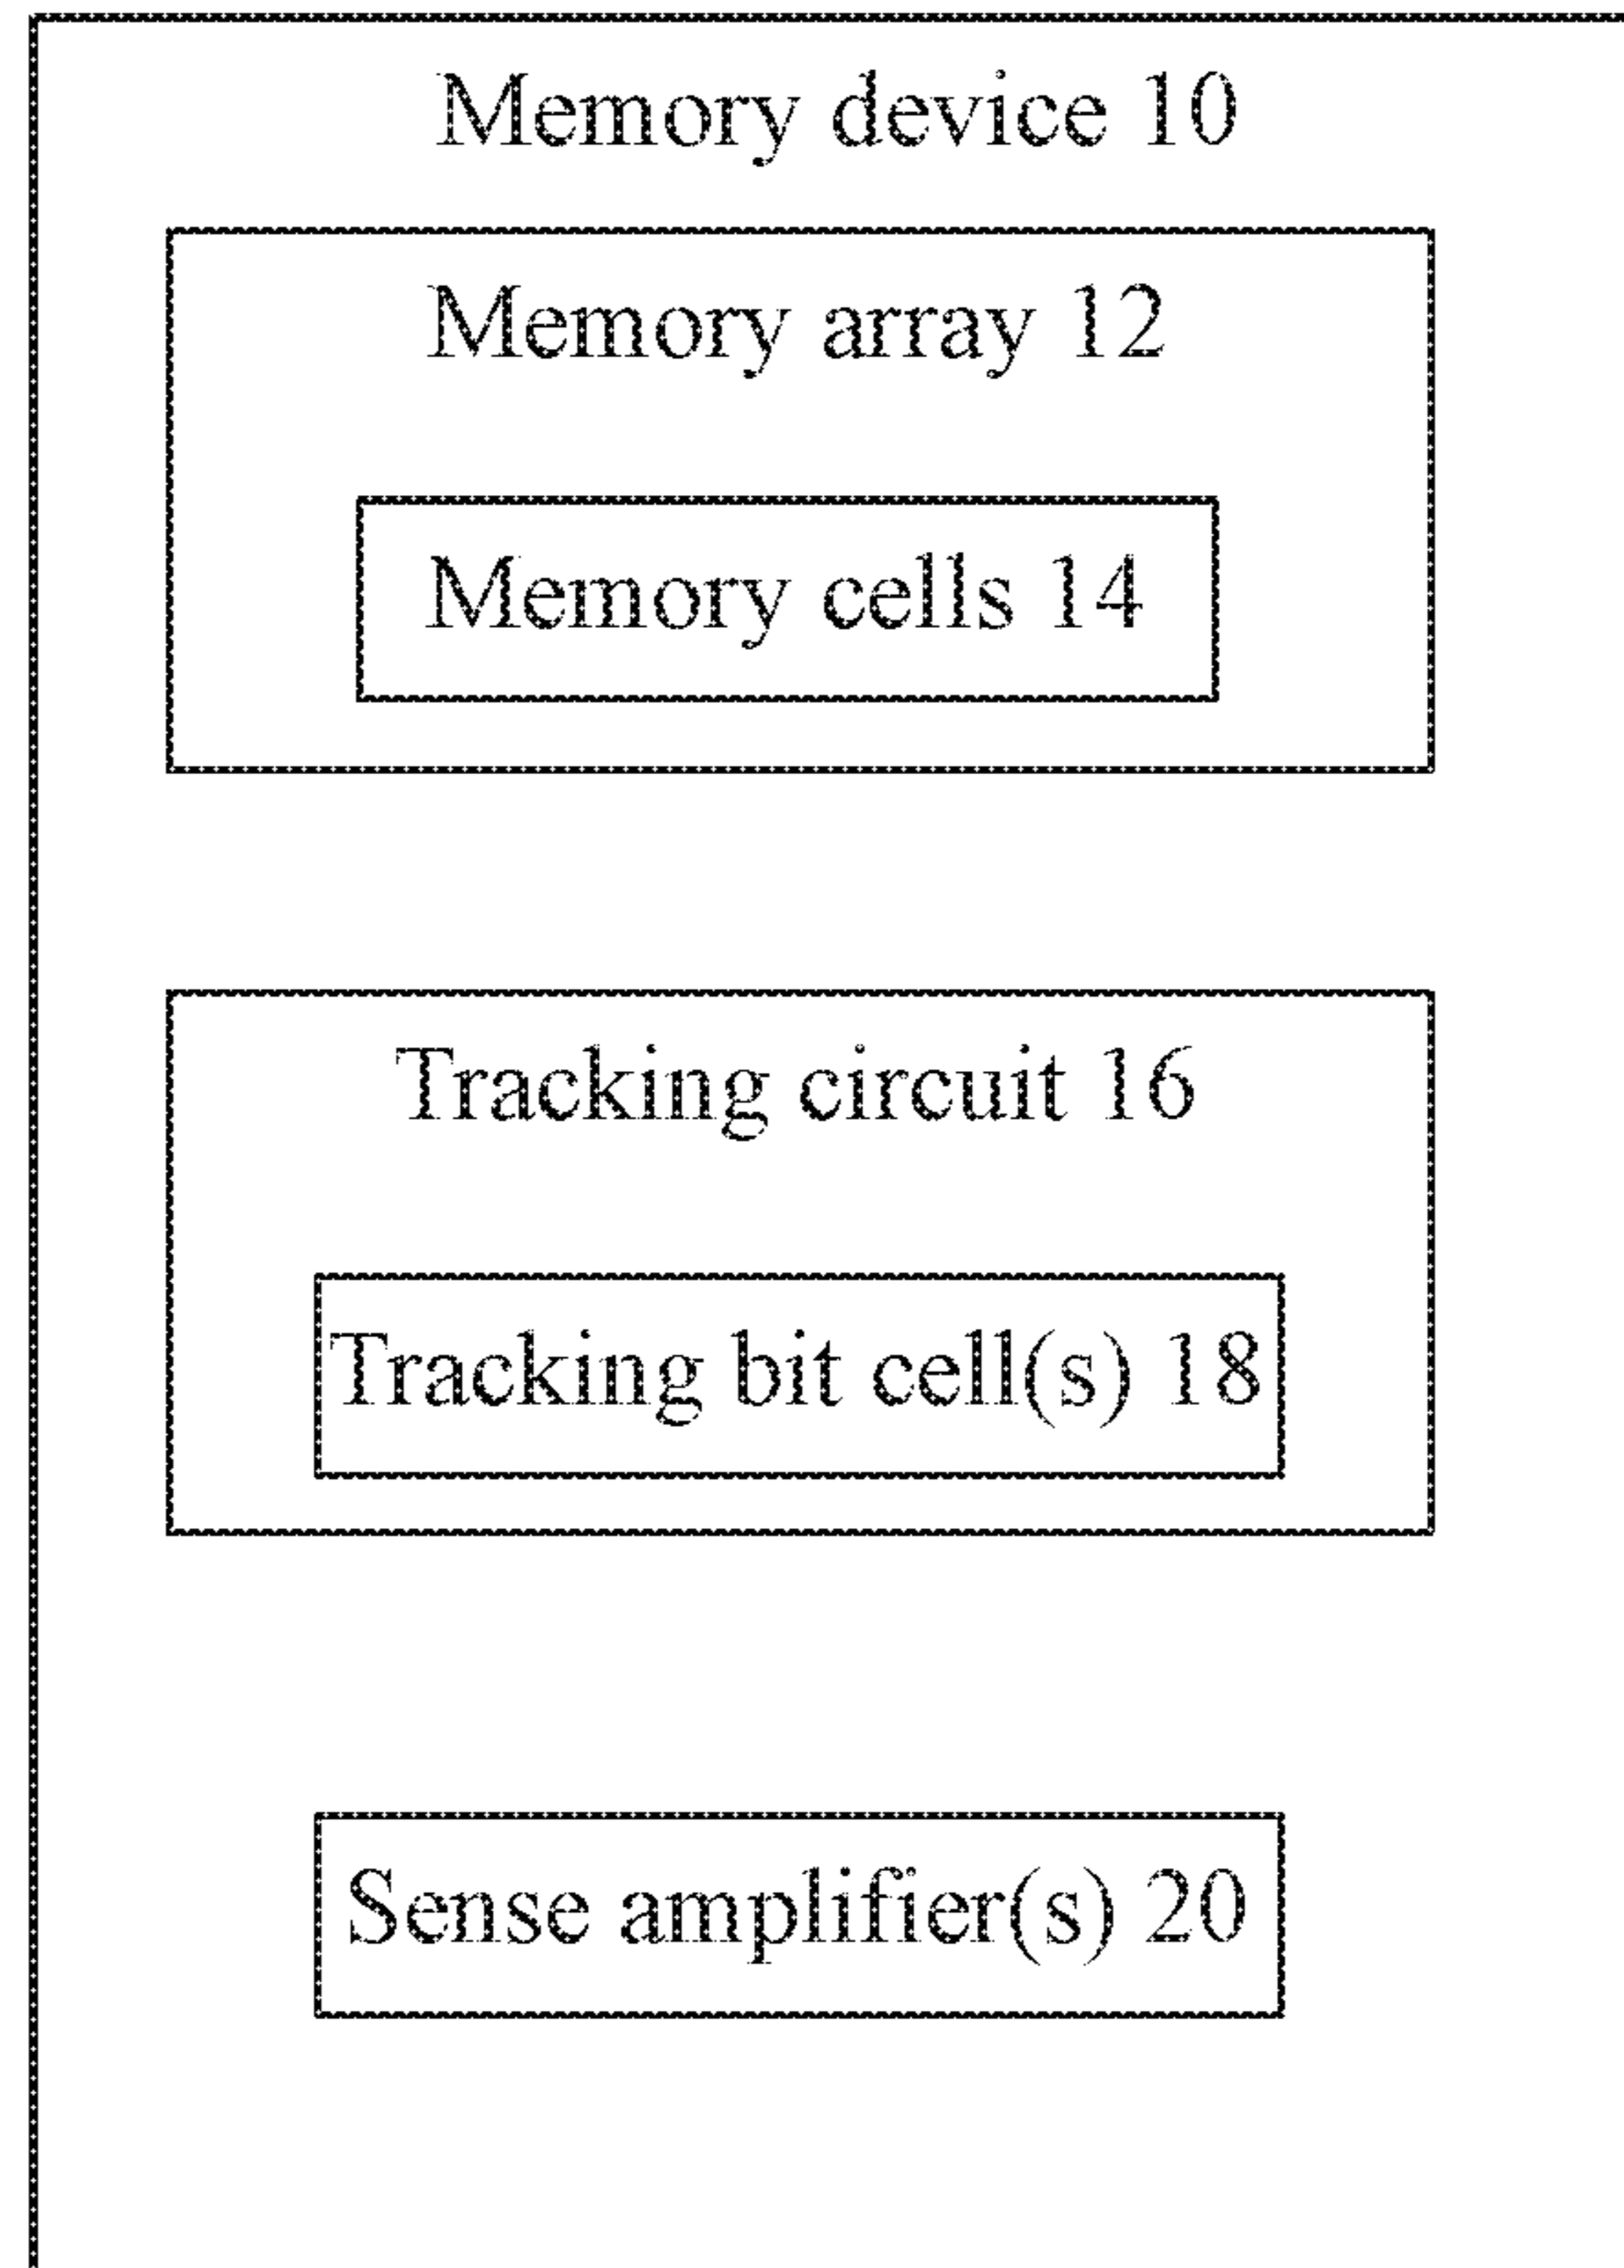 Memory device 10
Memory array 12
Memory cells 14
Tracking circuit 16
Tracking bit cell(s) 18
Sense amplifier(s) 20